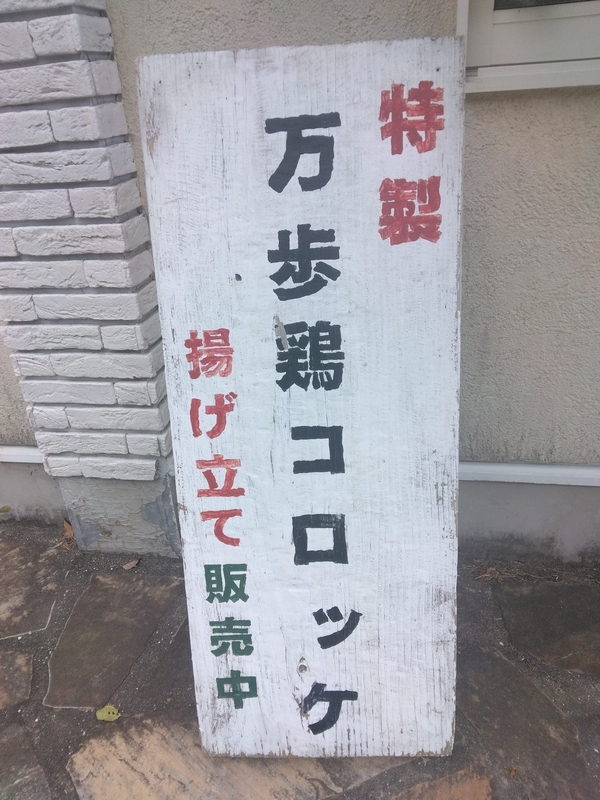 特製
万歩鶏コロッケ
揚げ立て販売中